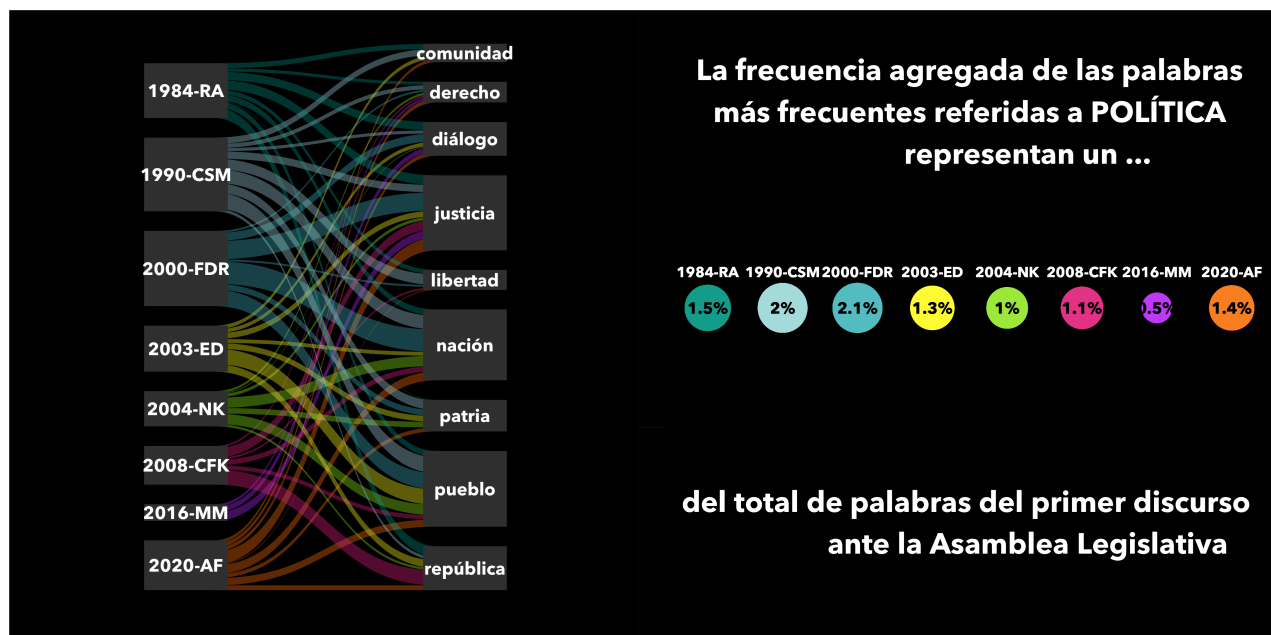 1984-RA
1990-CSM
2000-FDR
2003-ED
2004-NK
2008-CFK
2016-MM
2020-AF
comunidad
derecho
diálogo
justicia
libertad
nación
patria
pueblo
república
La frecuencia agregada de las palabras
más frecuentes referidas a POLÍTICA
representan un ...
1984-RA 1990-CSM 2000-FDR 2003-ED 2004-NK 2008-CFK 2016-MM 2020-AF
1.5% 2% 2.1% 1.3% 1% 1.1% 0.5% 1.4%
del total de palabras del primer discurso
ante la Asamblea Legislativa